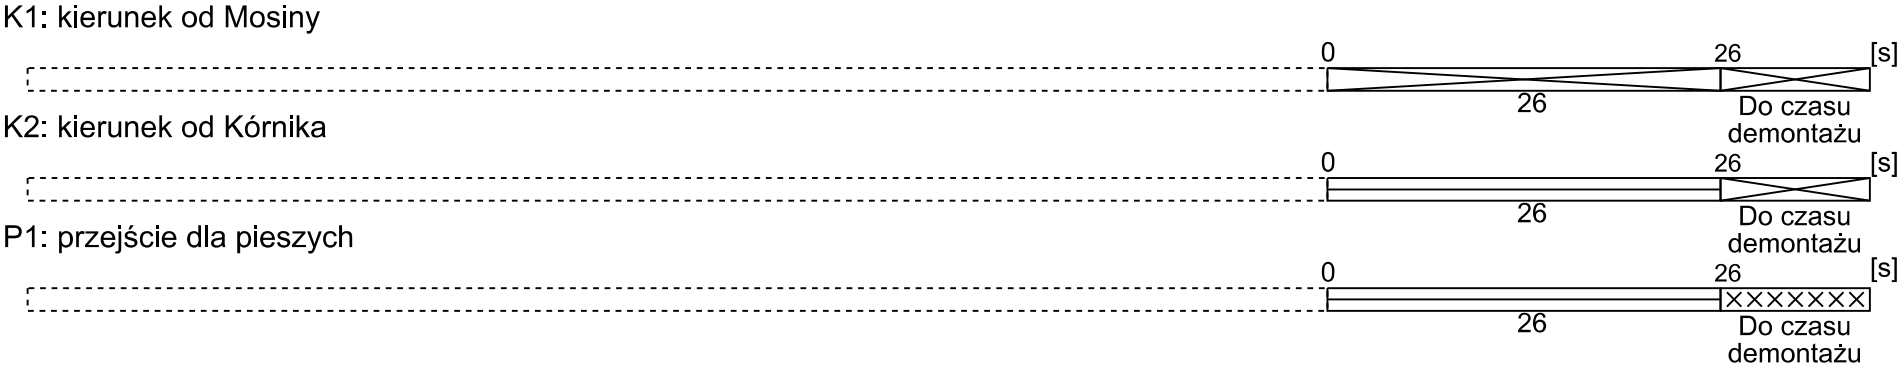 K1: kierunek od Mosiny
0 26 [s]
26 Do czasu
demontażu
K2: kierunek od Kórnika
0 26 [s]
26 Do czasu
demontażu
P1: przejście dla pieszych
0 26 [s]
26 Do czasu
demontażu